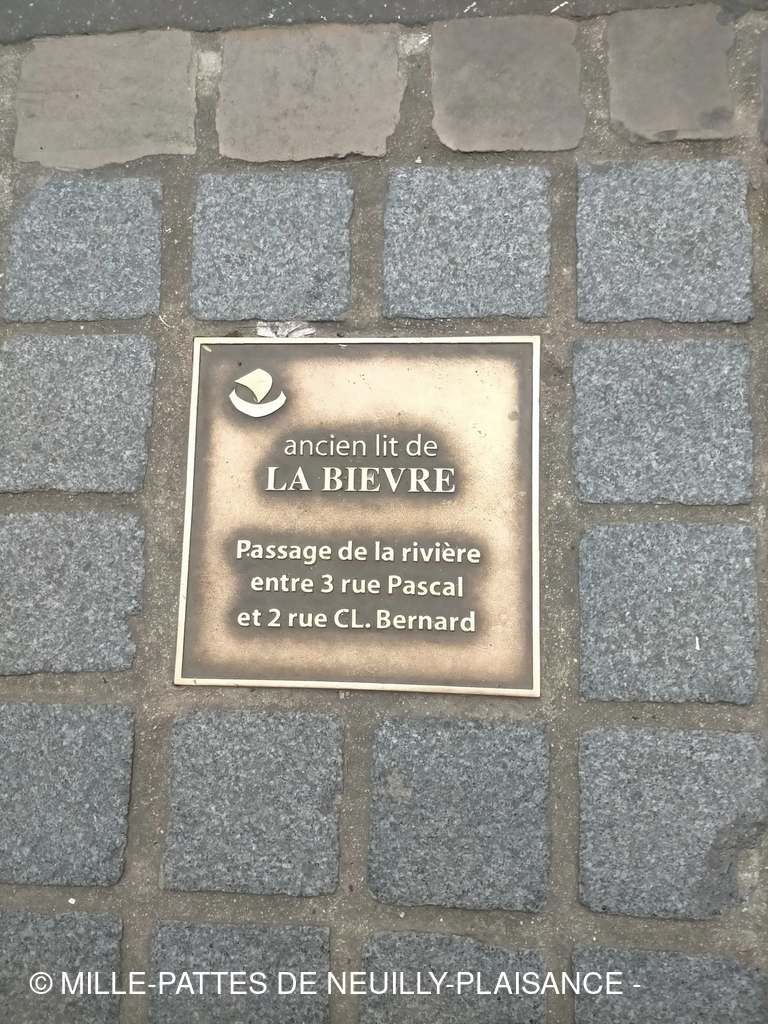 ancien lit de
LA BIEVRE
Passage de la rivière
entre 3 rue Pascal
et 2 rue CL. Bernard
© MILLE-PATTES DE NEUILLY-PLAISANCE -